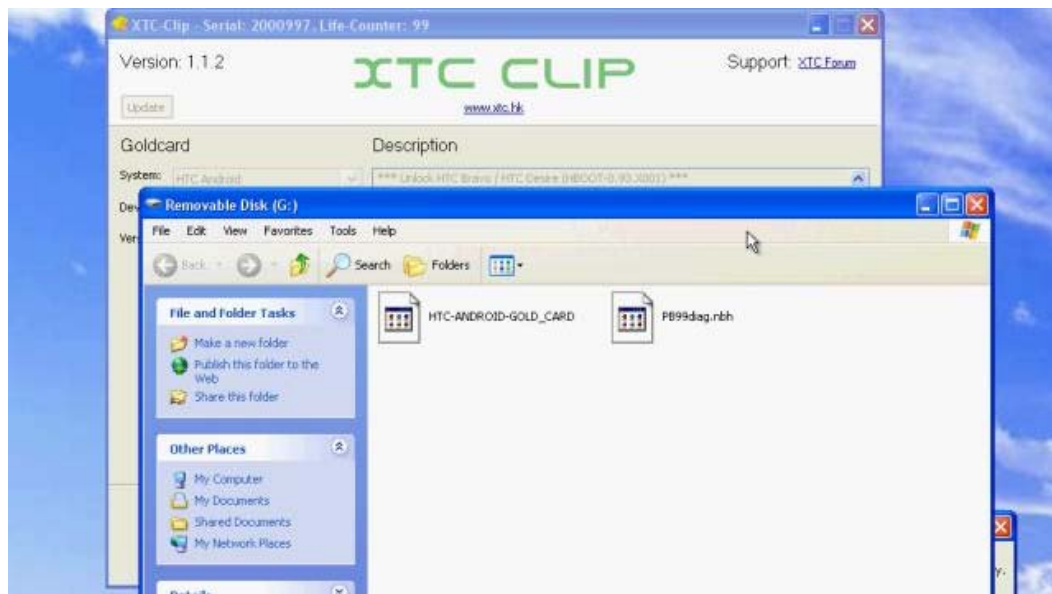 XTC-Clip - Serial: 2000997, Life-Counter: 99
Version: 1.1.2
XTC CLIP
Support: XTC Forum
Update
www.xtc.hk
Goldcard
Description
System:
HTC Android
*** Unlock HTC Bravo / HTC Desire (HBOOT-0.93.X001) ***
Removable Disk (G:)
File Edit View Favorites Tools Help
Back
Search
Folders
File and Folder Tasks
Make a new folder
Publish this folder to the
Web
Share this folder
HTC-ANDROID-GOLD_CARD
PB99diag.nbh
Other Places
My Computer
My Documents
Shared Documents
My Network Places
Details